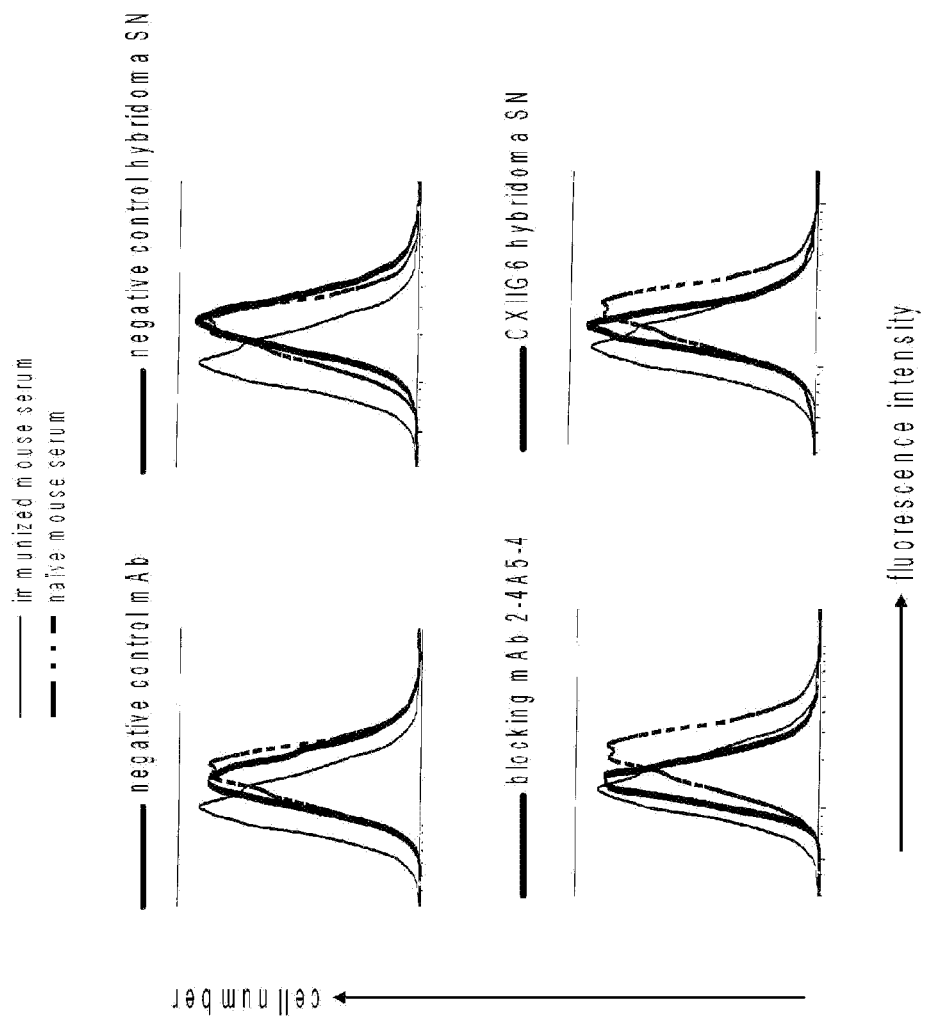 immunized mouse serum
naïve mouse serum
negative control mAb
negative control hybridoma SN
blocking mAb 2-4A5-4
CXIIG6 hybridoma SN
fluorescence intensity
cell number